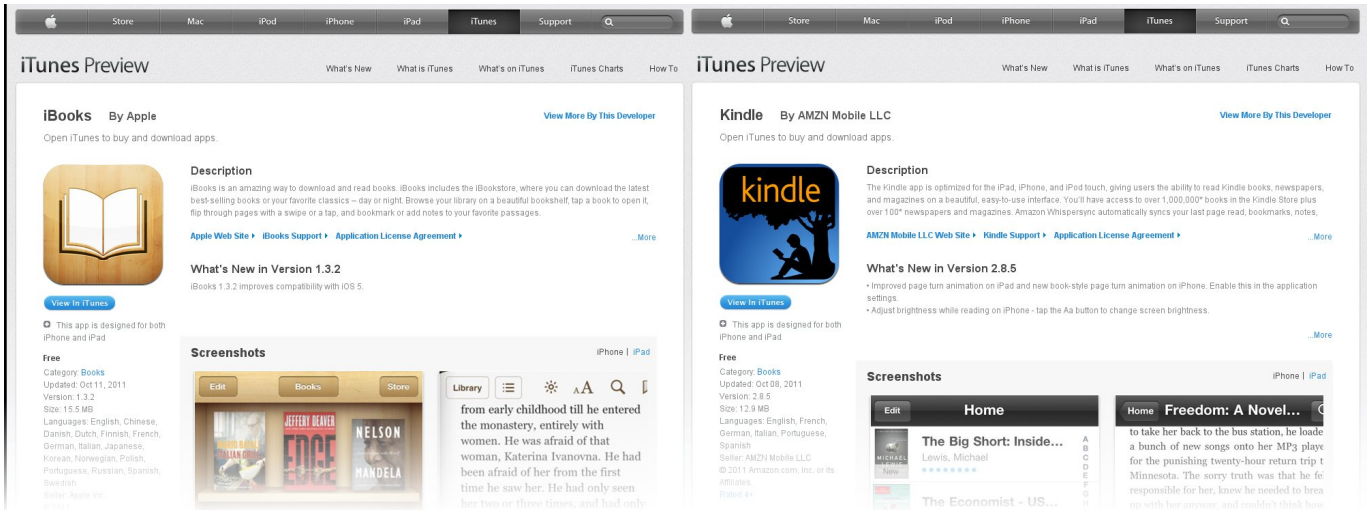 Store Mac iPod iPhone iPad iTunes Support
iTunes Preview
What's New What is iTunes What's on iTunes iTunes Charts How To
iBooks By Apple
View More By This Developer
Open iTunes to buy and download apps.
Description
iBooks is an amazing way to download and read books. iBooks includes the iBookstore, where you can download the latest
best-selling books or your favorite classics – day or night. Browse your library on a beautiful bookshelf, tap a book to open it,
flip through pages with a swipe or a tap, and bookmark or add notes to your favorite passages.
Apple Web Site iBooks Support Application License Agreement
...More
What's New in Version 1.3.2
iBooks 1.3.2 improves compatibility with iOS 5.
View In iTunes
This app is designed for both
iPhone and iPad
Free
Category: Books
Updated: Oct 11, 2011
Version: 1.3.2
Size: 15.5 MB
Languages: English, Chinese,
Danish, Dutch, Finnish, French,
German, Italian, Japanese,
Korean, Norwegian, Polish,
Portuguese, Russian, Spanish,
Swedish
Screenshots
iPhone | iPad
Edit Books Store
JEFFERY DEAVER
EDGE
NELSON
MANDELA
Library AA
from early childhood till he entered
the monastery, entirely with
women. He was afraid of that
woman, Katerina Ivanovna. He had
been afraid of her from the first
time he saw her. He had only seen
her two or three times, and had only
Store Mac iPod iPhone iPad iTunes Support
iTunes Preview
What's New What is iTunes What's on iTunes iTunes Charts How To
Kindle By AMZN Mobile LLC
View More By This Developer
Open iTunes to buy and download apps.
kindle
Description
The Kindle app is optimized for the iPad, iPhone, and iPod touch, giving users the ability to read Kindle books, newspapers,
and magazines on a beautiful, easy-to-use interface. You'll have access to over 1,000,000* books in the Kindle Store plus
over 100* newspapers and magazines. Amazon Whispersync automatically syncs your last page read, bookmarks, notes,
AMZN Mobile LLC Web Site Kindle Support Application License Agreement
...More
What's New in Version 2.8.5
• Improved page turn animation on iPad and new book-style page turn animation on iPhone. Enable this in the application
settings.
• Adjust brightness while reading on iPhone - tap the Aa button to change screen brightness.
...More
View In iTunes
This app is designed for both
iPhone and iPad
Free
Category: Books
Updated: Oct 08, 2011
Version: 2.8.5
Size: 12.9 MB
Languages: English, French,
German, Italian, Portuguese,
Spanish
Seller: AMZN Mobile LLC
© 2011 Amazon.com, Inc. or its
Affiliates.
Rated 4+
Screenshots
iPhone | iPad
Edit Home
MICHAEL
New
The Big Short: Inside...
Lewis, Michael
The Economist - US...
A
B
C
D
E
F
G
Home Freedom: A Novel...
to take her back to the bus station, he loade
a bunch of new songs onto her MP3 playe
for the punishing twenty-hour return trip t
Minnesota. The sorry truth was that he fe
responsible for her, knew he needed to brea
up with her anyway, and couldn't think how